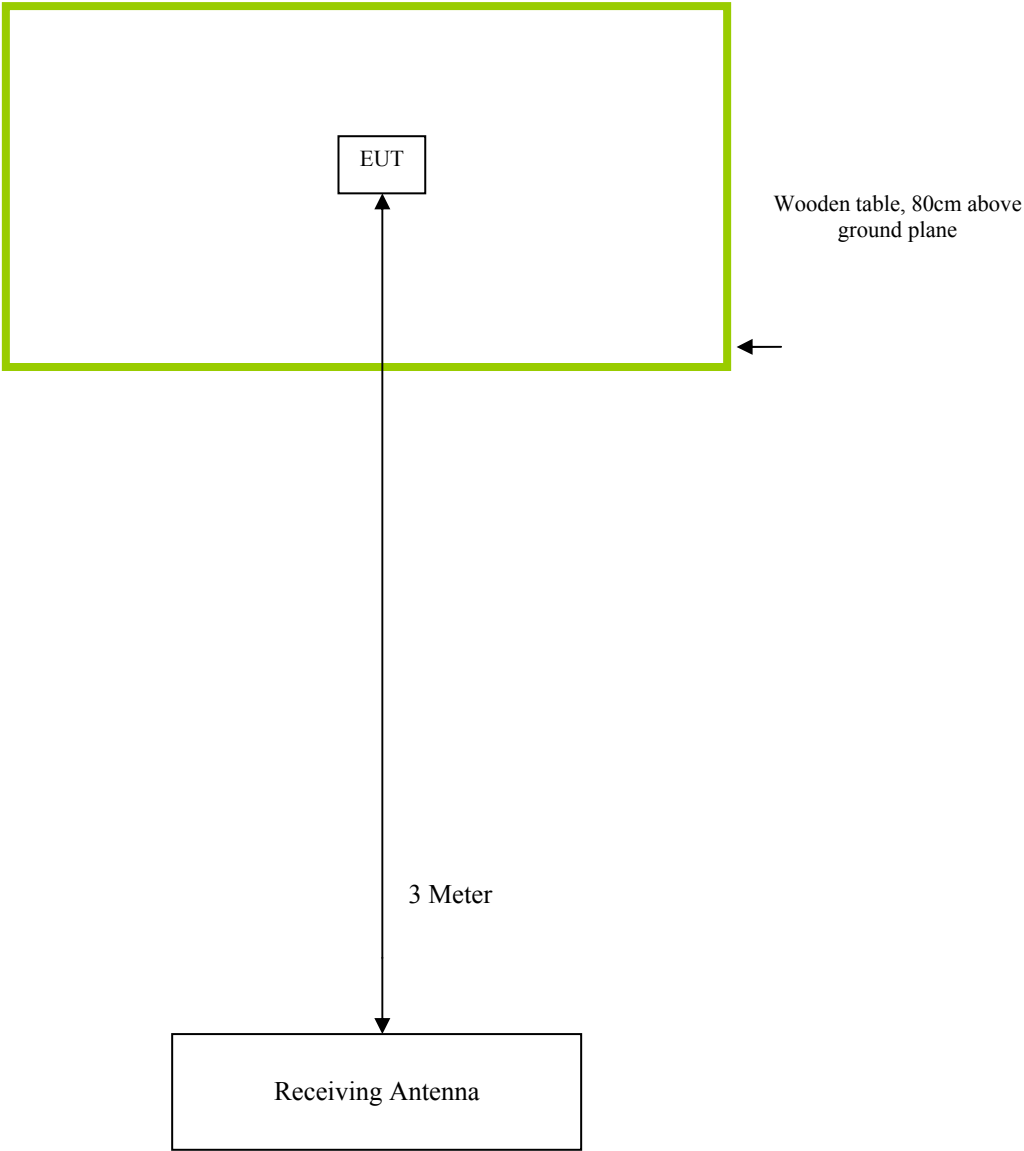 EUT
Wooden table, 80cm above
ground plane
3 Meter
Receiving Antenna